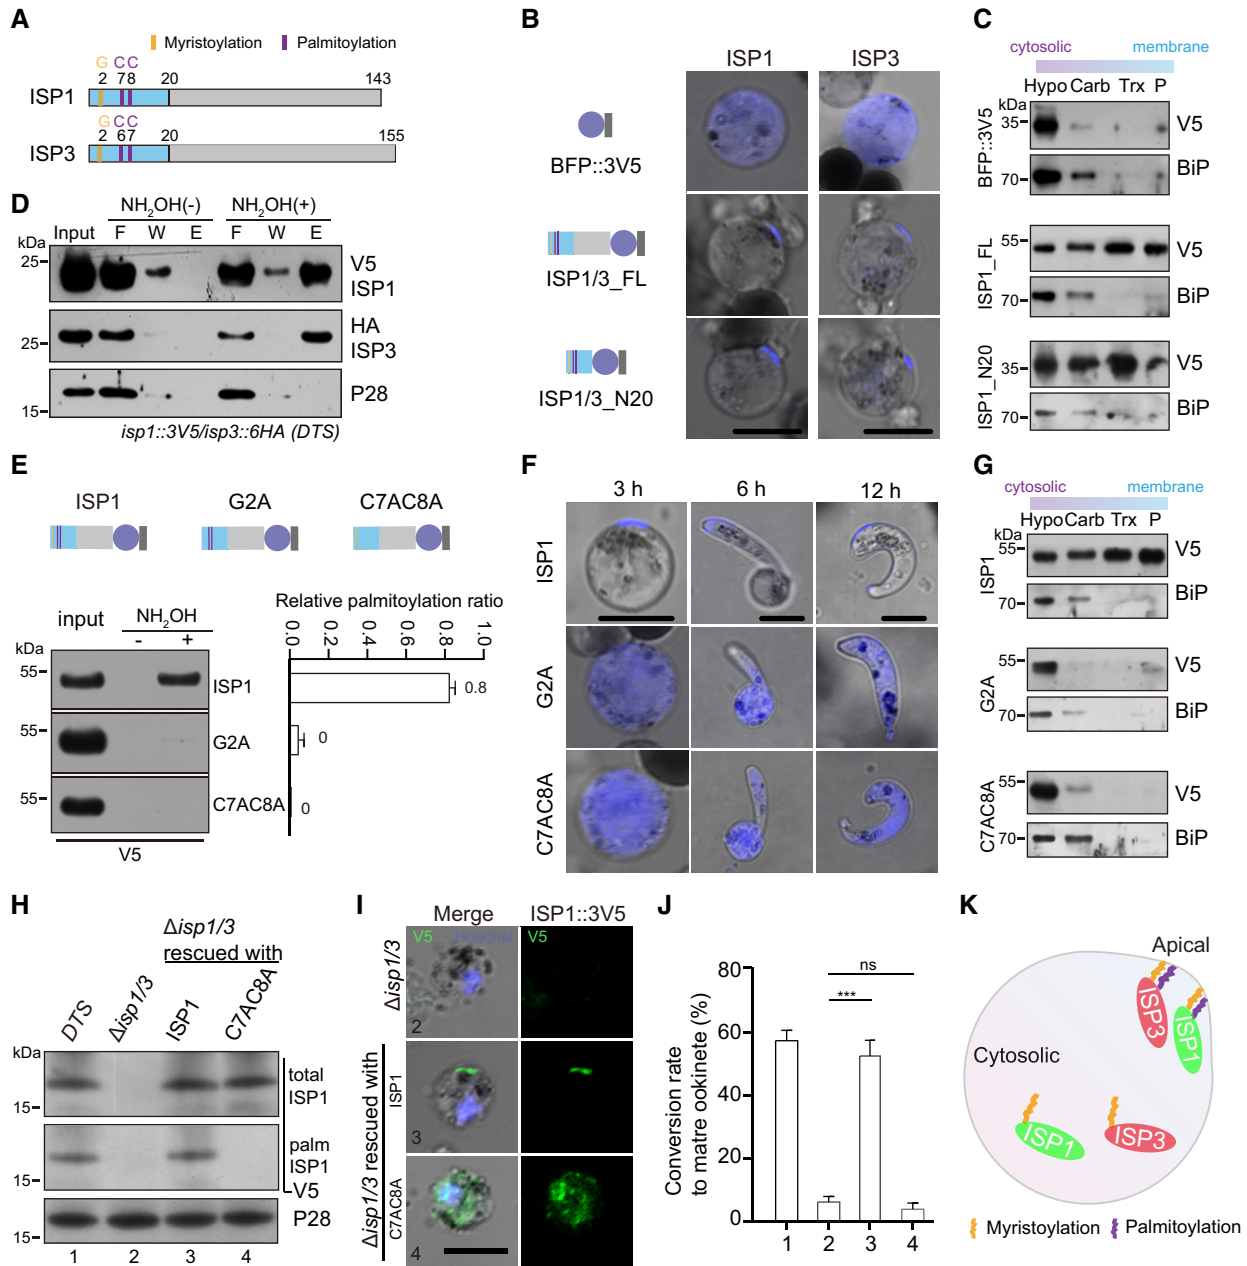 A
Myristoylation Palmitoylation
G CC
2 78 20 143
ISP1
G CC
2 67 20 155
ISP3
B
ISP1 ISP3
BFP::3V5
ISP1/3_FL
ISP1/3_N20
C
cytosolic membrane
Hypo Carb Trx P
kDa
35 V5
70 BiP
BFP::3V5
55 V5
70 BiP
ISP1_FL
35 V5
70 BiP
ISP1_N20
D
NH2OH(-) NH2OH(+)
Input F W E F W E
kDa
25 V5 ISP1
25 HA ISP3
15 P28
isp1::3V5/isp3::6HA (DTS)
E
ISP1 G2A C7AC8A
input NH2OH
- +
kDa
55 ISP1
55 G2A
55 C7AC8A
V5
Relative palmitoylation ratio
0.0 0.2 0.4 0.6 0.8 1.0
0.8
0
0
F
3 h 6 h 12 h
ISP1
G2A
C7AC8A
G
cytosolic membrane
Hypo Carb Trx P
kDa
55 V5
70 BiP
ISP1
55 V5
70 BiP
G2A
55 V5
70 BiP
C7AC8A
H
Δisp1/3
rescued with
DTS Δisp1/3 ISP1 C7AC8A
kDa
15 total ISP1
15 palm ISP1
V5
15 P28
1 2 3 4
I
Merge ISP1::3V5
V5 Hoechst V5
Δisp1/3
2
Δisp1/3 rescued with
ISP1
3
C7AC8A
4
J
Conversion rate
to matre ookinete (%)
80
60
40
20
0
ns
***
1 2 3 4
K
Apical
ISP3
ISP1
Cytosolic
ISP1 ISP3
Myristoylation Palmitoylation